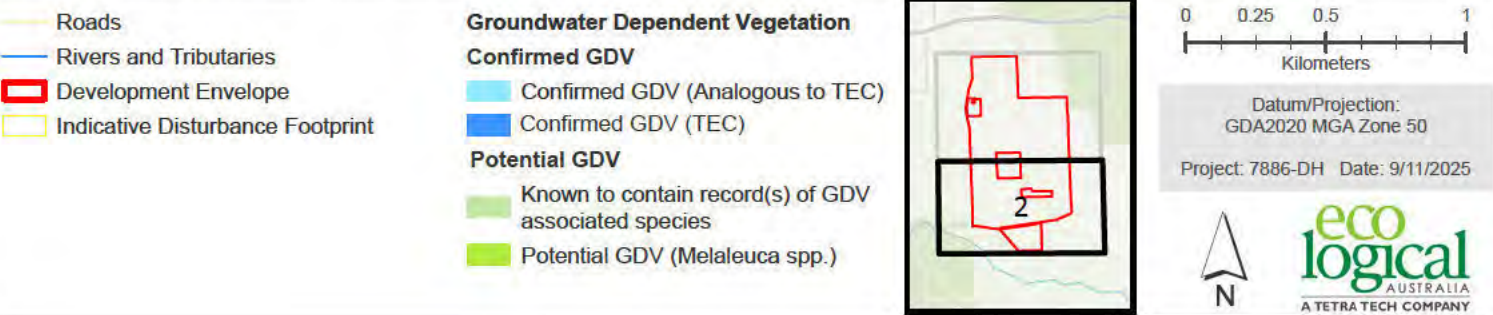 Roads
Rivers and Tributaries
Development Envelope
Indicative Disturbance Footprint
Groundwater Dependent Vegetation
Confirmed GDV
Confirmed GDV (Analogous to TEC)
Confirmed GDV (TEC)
Potential GDV
Known to contain record(s) of GDV
associated species
Potential GDV (Melaleuca spp.)
2
0 0.25 0.5 1
Kilometers
Datum/Projection:
GDA2020 MGA Zone 50
Project: 7886-DH Date: 9/11/2025
N
eco
logical
AUSTRALIA
A TETRA TECH COMPANY